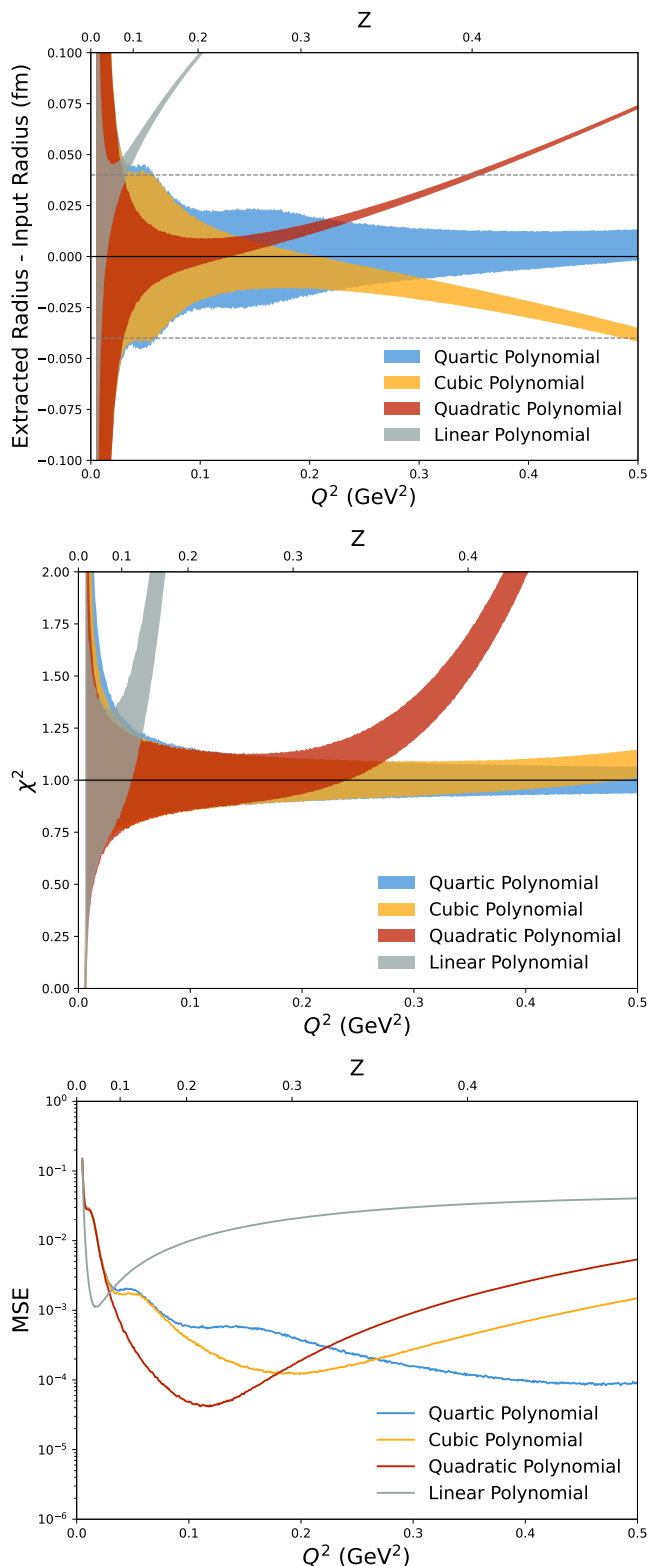 Z
0.0 0.1 0.2 0.3 0.4
Extracted Radius - Input Radius (fm)
0.100
0.075
0.050
0.025
0.000
−0.025
−0.050
−0.075
−0.100
Quartic Polynomial
Cubic Polynomial
Quadratic Polynomial
Linear Polynomial
0.0 0.1 0.2 0.3 0.4 0.5
Q² (GeV²)
Z
0.0 0.1 0.2 0.3 0.4
χ²
2.00
1.75
1.50
1.25
1.00
0.75
0.50
0.25
0.00
Quartic Polynomial
Cubic Polynomial
Quadratic Polynomial
Linear Polynomial
0.0 0.1 0.2 0.3 0.4 0.5
Q² (GeV²)
Z
0.0 0.1 0.2 0.3 0.4
MSE
10⁰
10⁻¹
10⁻²
10⁻³
10⁻⁴
10⁻⁵
10⁻⁶
Quartic Polynomial
Cubic Polynomial
Quadratic Polynomial
Linear Polynomial
0.0 0.1 0.2 0.3 0.4 0.5
Q² (GeV²)